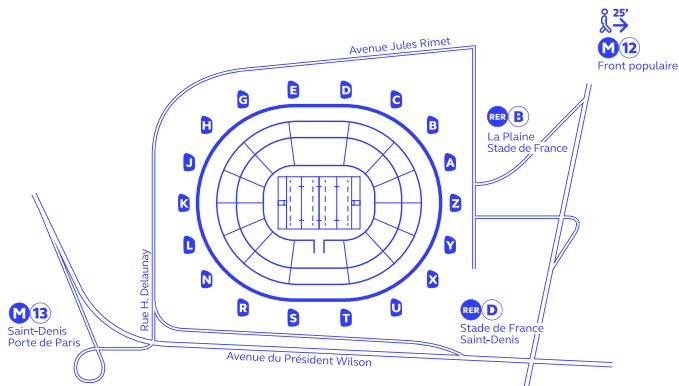 25'
M 12
Front populaire
Avenue Jules Rimet
E D
G C
H B
RER B
La Plaine
Stade de France
J A
K Z
L Y
N X
R U
S T
Rue H. Delaunay
M 13
Saint-Denis
Porte de Paris
RER D
Stade de France
Saint-Denis
Avenue du Président Wilson